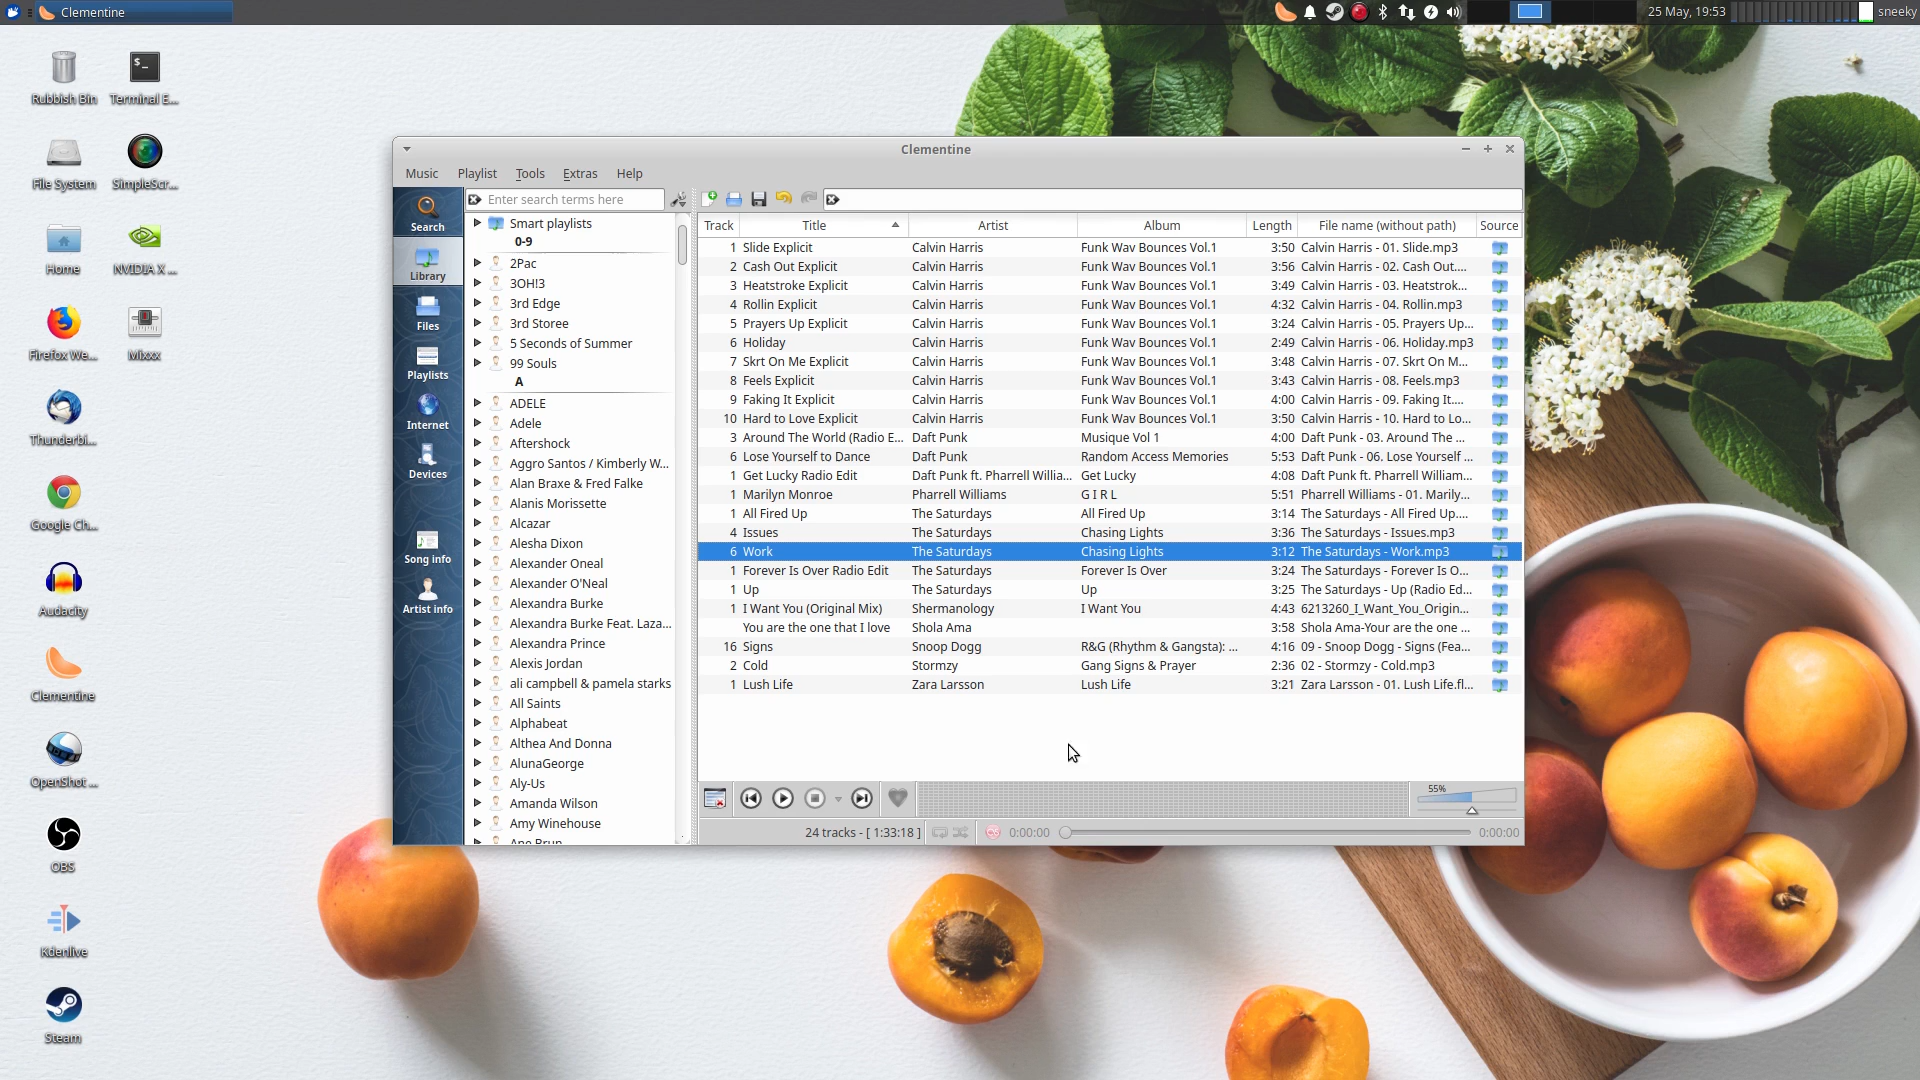 Clementine
25 May, 19:53
sneeky
Rubbish Bin
Terminal E...
File System
SimpleScr...
Home
NVIDIA X ...
Firefox We...
Mixxx
Thunderbi...
Google Ch...
Audacity
Clementine
OpenShot ...
OBS
Kdenlive
Steam
Clementine
Music Playlist Tools Extras Help
Search
Library
Files
Playlists
Internet
Devices
Song info
Artist info
Enter search terms here
Smart playlists
0-9
2Pac
3OH!3
3rd Edge
3rd Storee
5 Seconds of Summer
99 Souls
A
ADELE
Adele
Aftershock
Aggro Santos / Kimberly W...
Alan Braxe & Fred Falke
Alanis Morissette
Alcazar
Alesha Dixon
Alexander Oneal
Alexander O'Neal
Alexandra Burke
Alexandra Burke Feat. Laza...
Alexandra Prince
Alexis Jordan
ali campbell & pamela starks
All Saints
Alphabeat
Althea And Donna
AlunaGeorge
Aly-Us
Amanda Wilson
Amy Winehouse
Track Title Artist Album Length File name (without path) Source
1 Slide Explicit Calvin Harris Funk Wav Bounces Vol.1 3:50 Calvin Harris - 01. Slide.mp3
2 Cash Out Explicit Calvin Harris Funk Wav Bounces Vol.1 3:56 Calvin Harris - 02. Cash Out....
3 Heatstroke Explicit Calvin Harris Funk Wav Bounces Vol.1 3:49 Calvin Harris - 03. Heatstrok...
4 Rollin Explicit Calvin Harris Funk Wav Bounces Vol.1 4:32 Calvin Harris - 04. Rollin.mp3
5 Prayers Up Explicit Calvin Harris Funk Wav Bounces Vol.1 3:24 Calvin Harris - 05. Prayers Up...
6 Holiday Calvin Harris Funk Wav Bounces Vol.1 2:49 Calvin Harris - 06. Holiday.mp3
7 Skrt On Me Explicit Calvin Harris Funk Wav Bounces Vol.1 3:48 Calvin Harris - 07. Skrt On M...
8 Feels Explicit Calvin Harris Funk Wav Bounces Vol.1 3:43 Calvin Harris - 08. Feels.mp3
9 Faking It Explicit Calvin Harris Funk Wav Bounces Vol.1 4:00 Calvin Harris - 09. Faking It....
10 Hard to Love Explicit Calvin Harris Funk Wav Bounces Vol.1 3:50 Calvin Harris - 10. Hard to Lo...
3 Around The World (Radio E... Daft Punk Musique Vol 1 4:00 Daft Punk - 03. Around The ...
6 Lose Yourself to Dance Daft Punk Random Access Memories 5:53 Daft Punk - 06. Lose Yourself ...
1 Get Lucky Radio Edit Daft Punk ft. Pharrell Willia... Get Lucky 4:08 Daft Punk ft. Pharrell William...
1 Marilyn Monroe Pharrell Williams G I R L 5:51 Pharrell Williams - 01. Marily...
1 All Fired Up The Saturdays All Fired Up 3:14 The Saturdays - All Fired Up....
4 Issues The Saturdays Chasing Lights 3:36 The Saturdays - Issues.mp3
6 Work The Saturdays Chasing Lights 3:12 The Saturdays - Work.mp3
1 Forever Is Over Radio Edit The Saturdays Forever Is Over 3:24 The Saturdays - Forever Is O...
1 Up The Saturdays Up 3:25 The Saturdays - Up (Radio Ed...
1 I Want You (Original Mix) Shermanology I Want You 4:43 6213260_I_Want_You_Origin...
You are the one that I love Shola Ama 3:58 Shola Ama-Your are the one ...
16 Signs Snoop Dogg R&G (Rhythm & Gangsta): ... 4:16 09 - Snoop Dogg - Signs (Fea...
2 Cold Stormzy Gang Signs & Prayer 2:36 02 - Stormzy - Cold.mp3
1 Lush Life Zara Larsson Lush Life 3:21 Zara Larsson - 01. Lush Life.fl...
55%
24 tracks - [ 1:33:18 ]
0:00:00
0:00:00